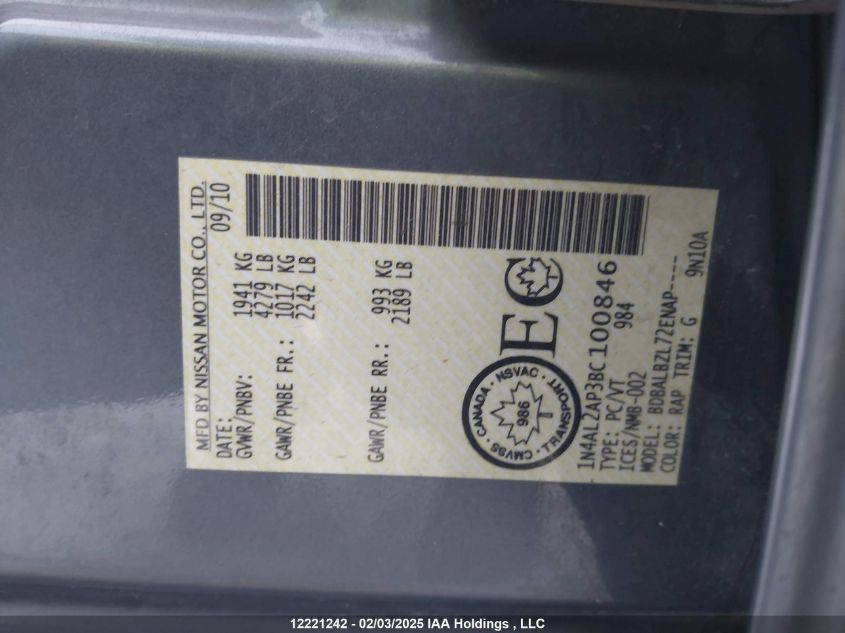 MFD BY NISSAN MOTOR CO., LTD.
DATE: 09/10
GVWR/PNBV: 1941 KG
4279 LB
GAWR/PNBE FR.: 1017 KG
2242 LB
GAWR/PNBE RR.: 993 KG
2189 LB
CANADA · NSVAC · TRANSPORT · CMVSS ·
986
EC
1N4AL2AP3BC100846
TYPE: PC/VT 984
ICES/NMB-002
MODEL: BDBALBZL72ENAP----
COLOR: RAP TRIM: G 9N10A
12221242 - 02/03/2025 IAA Holdings , LLC